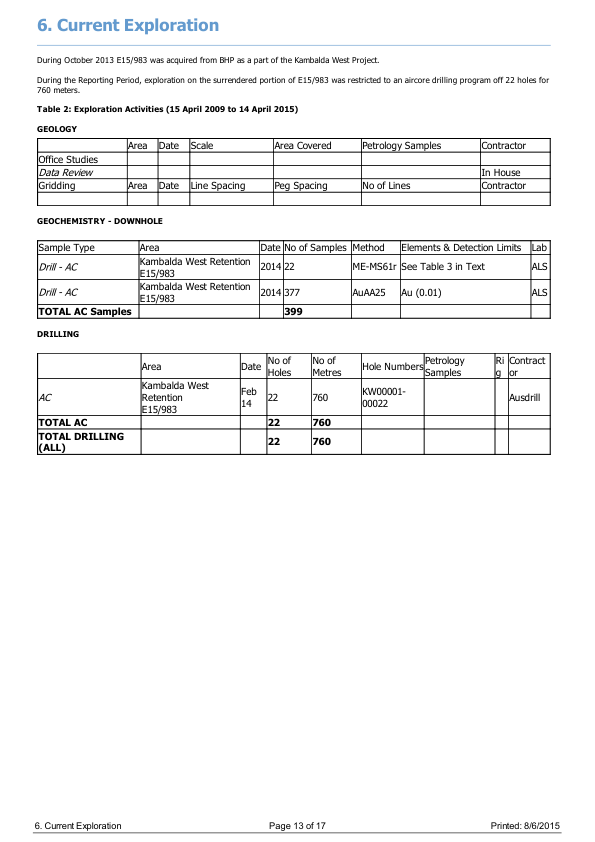 6. Current Exploration
During October 2013 E15/983 was acquired from BHP as a part of the Kambalda West Project.
During the Reporting Period, exploration on the surrendered portion of E15/983 was restricted to an aircore drilling program off 22 holes for
760 meters.
Table 2: Exploration Activities (15 April 2009 to 14 April 2015)
GEOLOGY
Area Date Scale Area Covered Petrology Samples Contractor
Office Studies
Data Review In House
Gridding Area Date Line Spacing Peg Spacing No of Lines Contractor
GEOCHEMISTRY - DOWNHOLE
Sample Type Area Date No of Samples Method Elements & Detection Limits Lab
Drill - AC Kambalda West Retention E15/983 2014 22 ME-MS61r See Table 3 in Text ALS
Drill - AC Kambalda West Retention E15/983 2014 377 AuAA25 Au (0.01) ALS
TOTAL AC Samples 399
DRILLING
Area Date No of Holes No of Metres Hole Numbers Petrology Samples Rig Contractor
AC Kambalda West Retention E15/983 Feb 14 22 760 KW00001-00022 Ausdrill
TOTAL AC 22 760
TOTAL DRILLING (ALL) 22 760
6. Current Exploration Page 13 of 17 Printed: 8/6/2015